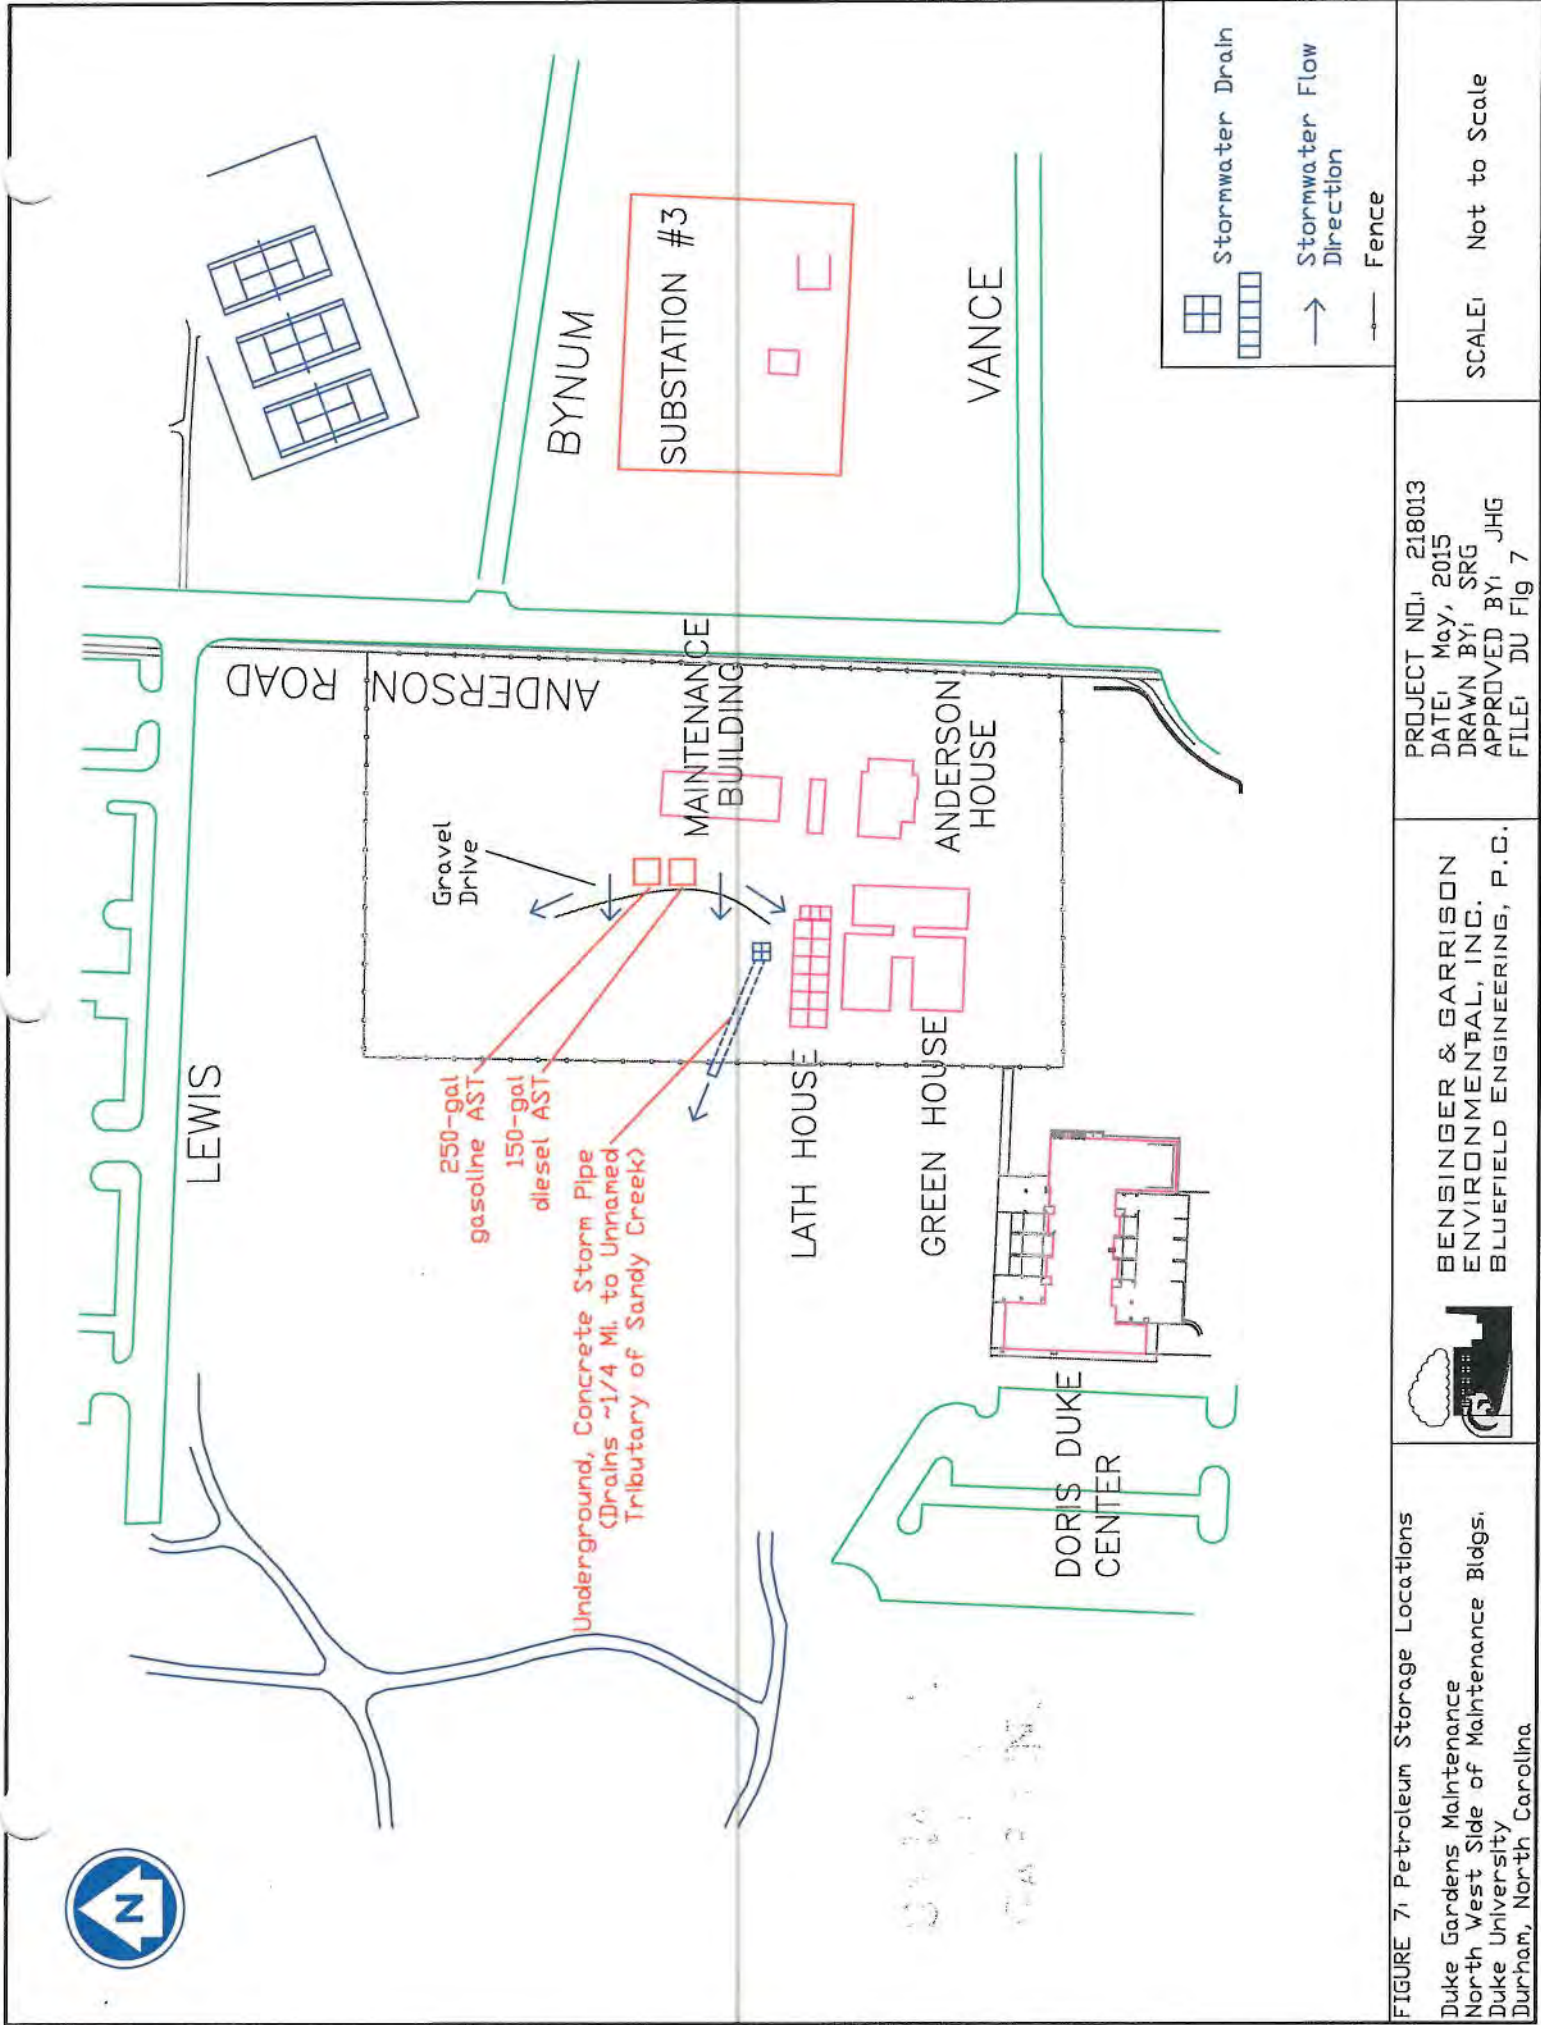 N
LEWIS
ANDERSON ROAD
BYNUM
SUBSTATION #3
VANCE
Gravel
Drive
MAINTENANCE
BUILDING
ANDERSON
HOUSE
250-gal
gasoline AST
150-gal
diesel AST
Underground, Concrete Storm Pipe
(Drains ~1/4 Mi. to Unnamed
Tributary of Sandy Creek)
LATH HOUSE
GREEN HOUSE
DORIS DUKE
CENTER
Stormwater Drain
Stormwater Flow
Direction
Fence
FIGURE 7: Petroleum Storage Locations
Duke Gardens Maintenance
North West Side of Maintenance Bldgs.
Duke University
Durham, North Carolina
BENSINGER & GARRISON
ENVIRONMENTAL, INC.
BLUEFIELD ENGINEERING, P.C.
PROJECT NO.: 218013
DATE: May, 2015
DRAWN BY: SRG
APPROVED BY: JHG
FILE: DU Fig 7
SCALE: Not to Scale